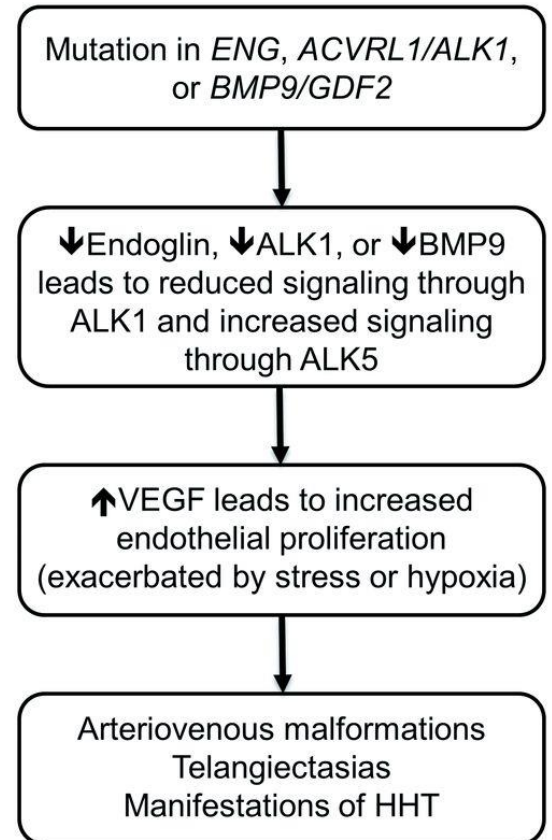 Mutation in ENG, ACVRL1/ALK1,
or BMP9/GDF2
↓Endoglin, ↓ALK1, or ↓BMP9
leads to reduced signaling through
ALK1 and increased signaling
through ALK5
↑VEGF leads to increased
endothelial proliferation
(exacerbated by stress or hypoxia)
Arteriovenous malformations
Telangiectasias
Manifestations of HHT